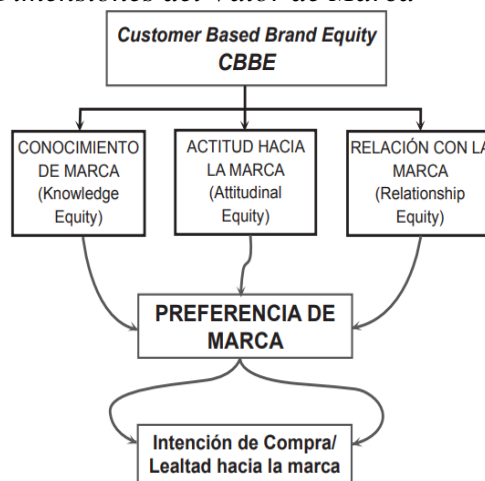 Dimensiones del Valor de Marca
Customer Based Brand Equity
CBBE
CONOCIMIENTO
DE MARCA
(Knowledge
Equity)
ACTITUD HACIA
LA MARCA
(Attitudinal
Equity)
RELACIÓN CON LA
MARCA
(Relationship
Equity)
PREFERENCIA DE
MARCA
Intención de Compra/
Lealtad hacia la marca